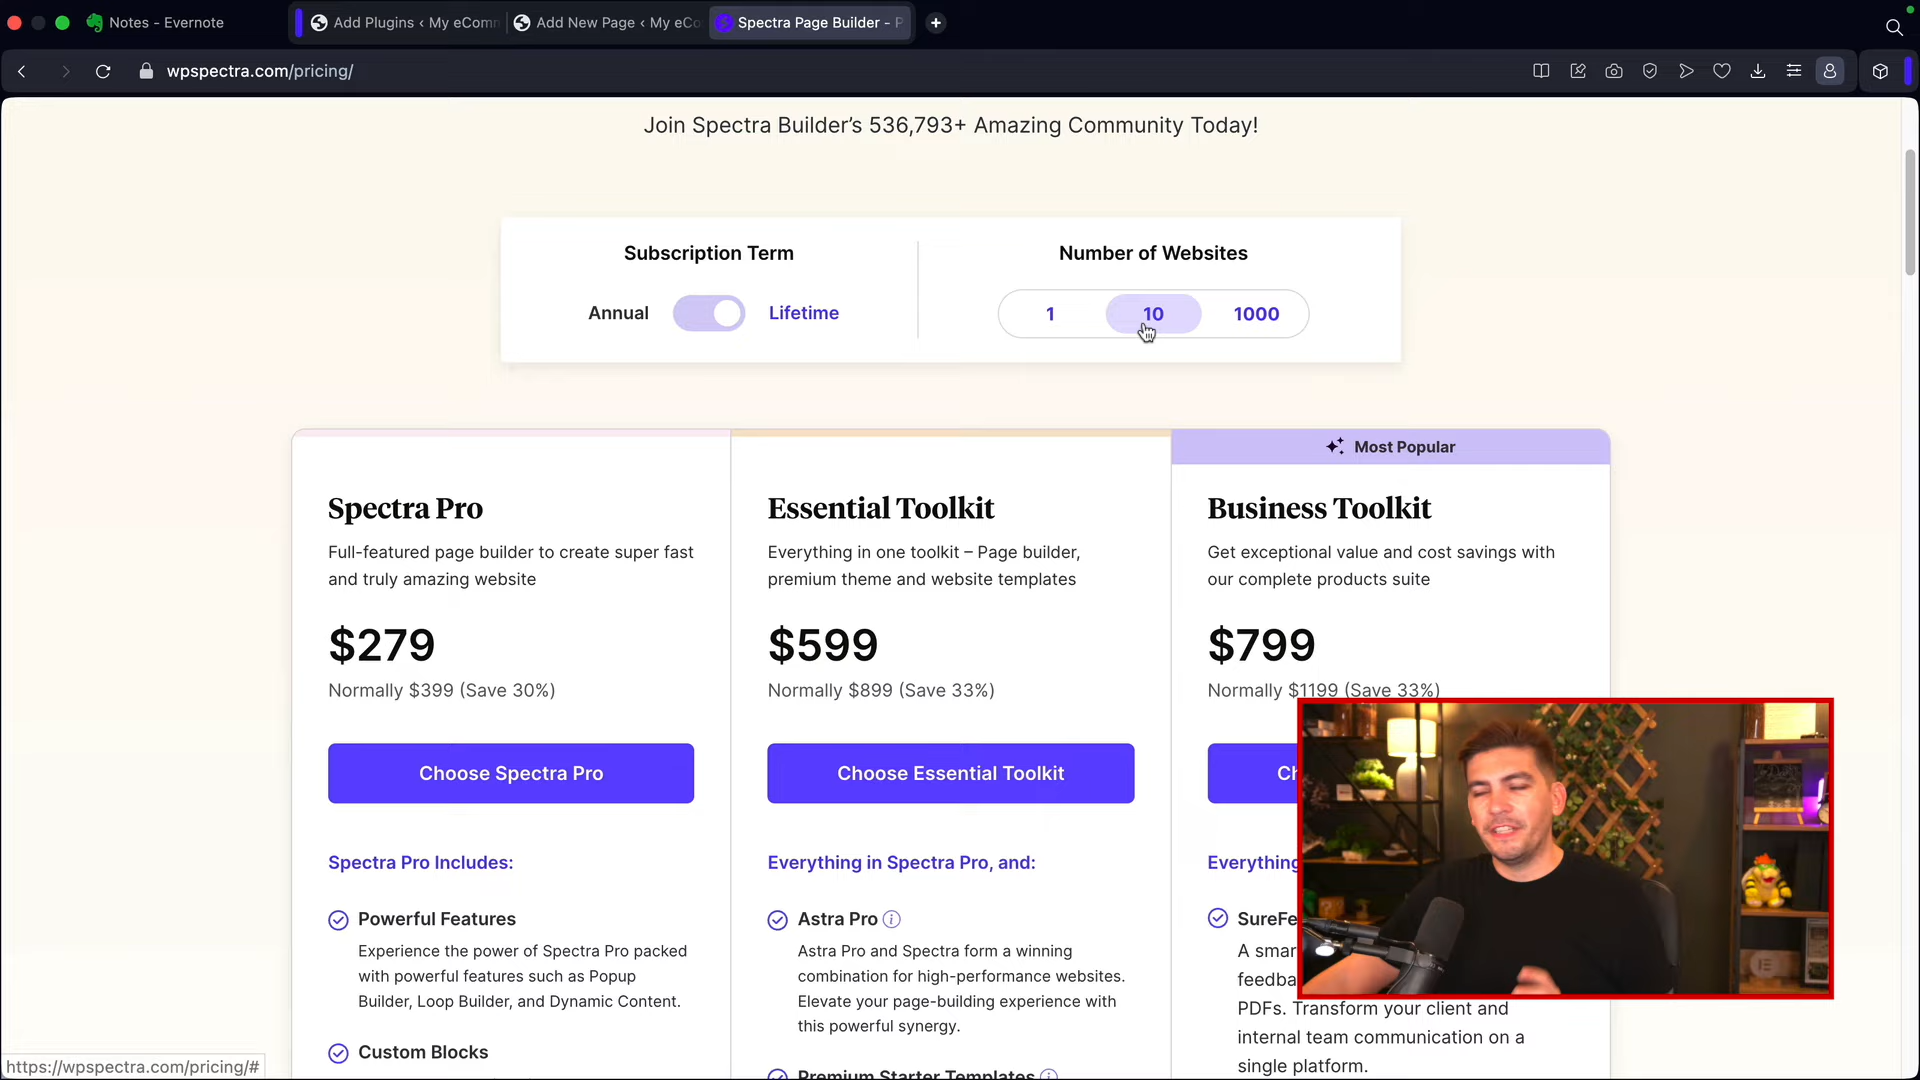 Notes - Evernote
Add Plugins ‹ My eComm
Add New Page ‹ My eCo
Spectra Page Builder - P
wpspectra.com/pricing/
Join Spectra Builder’s 536,793+ Amazing Community Today!
Subscription Term
Number of Websites
Annual
Lifetime
1
10
1000
Most Popular
Spectra Pro
Full-featured page builder to create super fast
and truly amazing website
$279
Normally $399 (Save 30%)
Choose Spectra Pro
Spectra Pro Includes:
Powerful Features
Experience the power of Spectra Pro packed
with powerful features such as Popup
Builder, Loop Builder, and Dynamic Content.
Custom Blocks
Essential Toolkit
Everything in one toolkit – Page builder,
premium theme and website templates
$599
Normally $899 (Save 33%)
Choose Essential Toolkit
Everything in Spectra Pro, and:
Astra Pro
Astra Pro and Spectra form a winning
combination for high-performance websites.
Elevate your page-building experience with
this powerful synergy.
Premium Starter Templates
Business Toolkit
Get exceptional value and cost savings with
our complete products suite
$799
Normally $1199 (Save 33%)
Ch
Everything
SureFe
A smar
feedba
PDFs. Transform your client and
internal team communication on a
single platform.
https://wpspectra.com/pricing/#